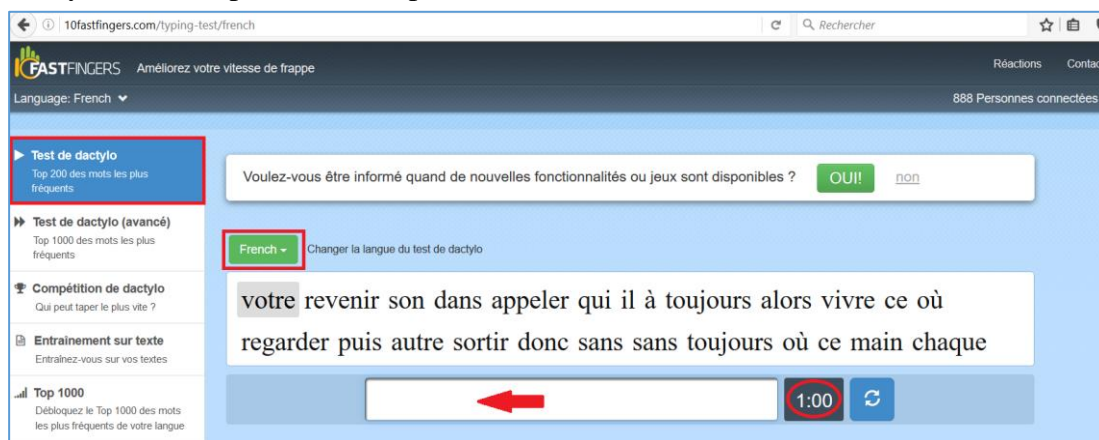 10fastfingers.com/typing-test/french
Rechercher
FASTFINGERS Améliorez votre vitesse de frappe
Réactions
Language: French
888 Personnes connectées
Test de dactylo
Top 200 des mots les plus
fréquents
Voulez-vous être informé quand de nouvelles fonctionnalités ou jeux sont disponibles ? OUI! non
Test de dactylo (avancé)
Top 1000 des mots les plus
fréquents
French Changer la langue du test de dactylo
Compétition de dactylo
Qui peut taper le plus vite ?
votre revenir son dans appeler qui il à toujours alors vivre ce où
regarder puis autre sortir donc sans sans toujours où ce main chaque
Entrainement sur texte
Entraînez-vous sur vos textes
Top 1000
Débloquez le Top 1000 des mots
les plus fréquents de votre langue
1:00